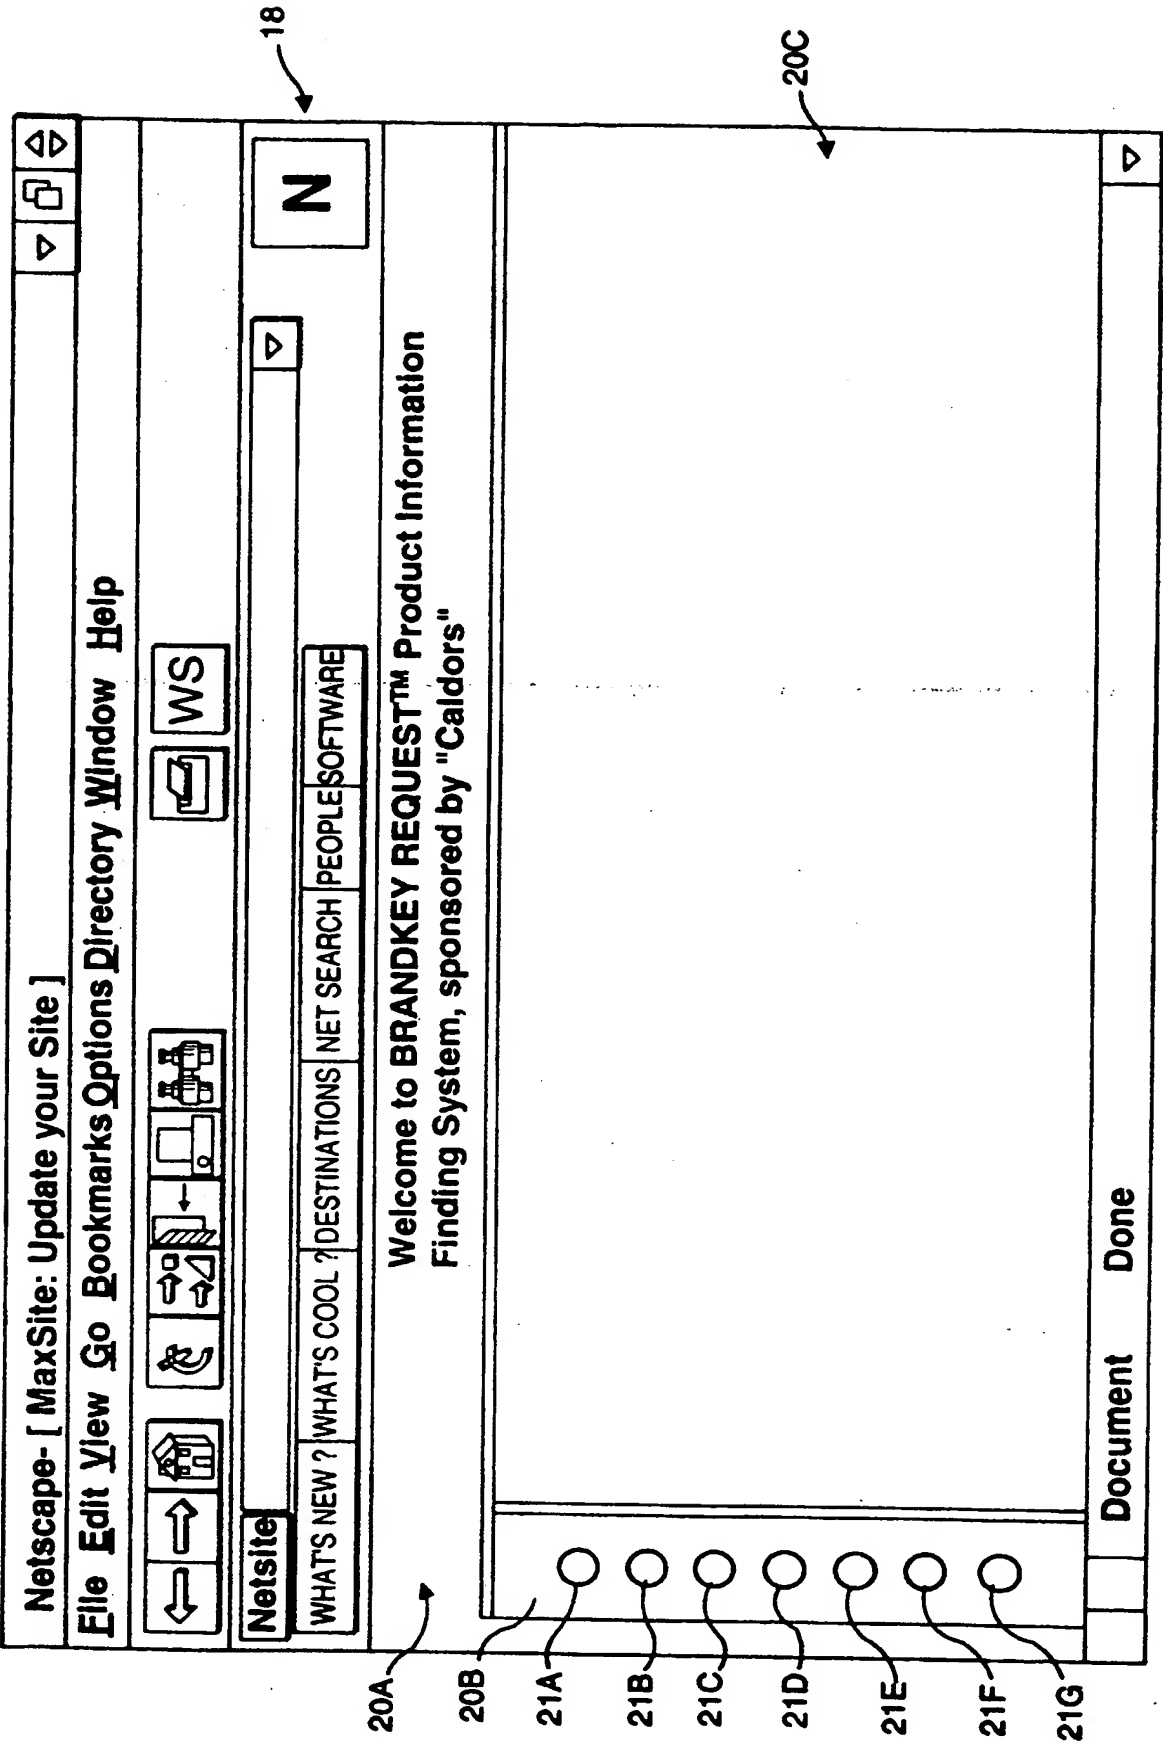 18
Netscape- [ MaxSite: Update your Site ]
File Edit View Go Bookmarks Options Directory Window Help
WS
Netsite
N
WHAT'S NEW ? WHAT'S COOL ? DESTINATIONS NET SEARCH PEOPLE SOFTWARE
Welcome to BRANDKEY REQUEST™ Product Information
Finding System, sponsored by "Caldors"
20A
20B
20C
21A
21B
21C
21D
21E
21F
21G
Document Done